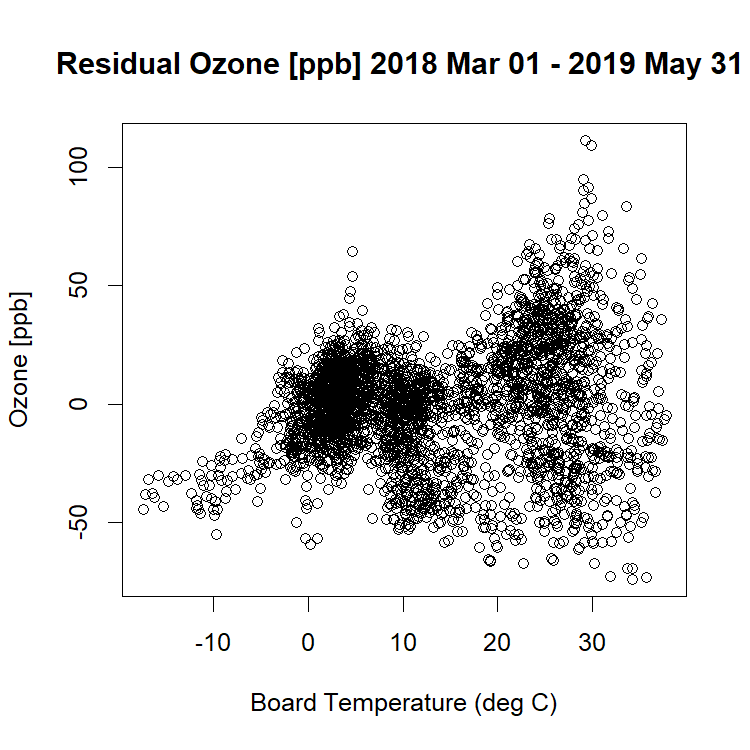 Residual Ozone [ppb] 2018 Mar 01 - 2019 May 31
100
50
0
-50
Ozone [ppb]
-10 0 10 20 30
Board Temperature (deg C)